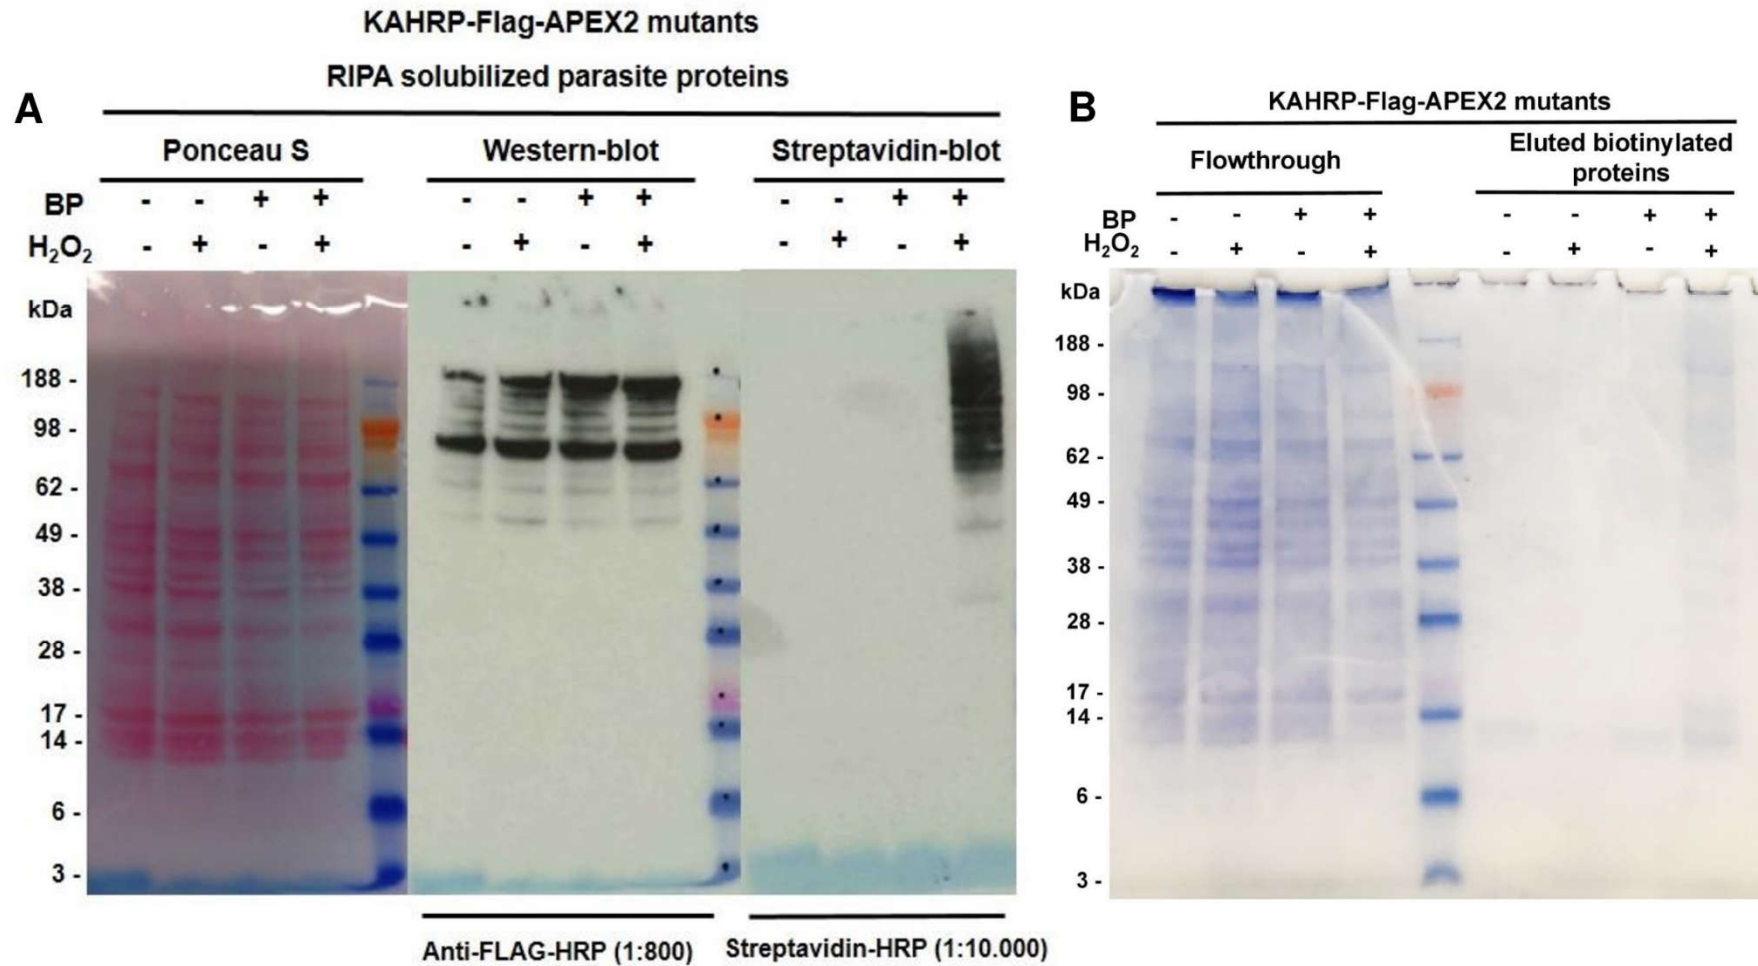 KAHRP-Flag-APEX2 mutants
RIPA solubilized parasite proteins
A
Ponceau S Western-blot Streptavidin-blot
BP - - + + - - + + - - + +
H₂O₂ - + - + - + - + - + - +
kDa
188 -
98 -
62 -
49 -
38 -
28 -
17 -
14 -
6 -
3 -
Anti-FLAG-HRP (1:800) Streptavidin-HRP (1:10.000)
B
KAHRP-Flag-APEX2 mutants
Flowthrough
Eluted biotinylated
proteins
BP - - + + - - + +
H₂O₂ - + - + - + - +
kDa
188 -
98 -
62 -
49 -
38 -
28 -
17 -
14 -
6 -
3 -